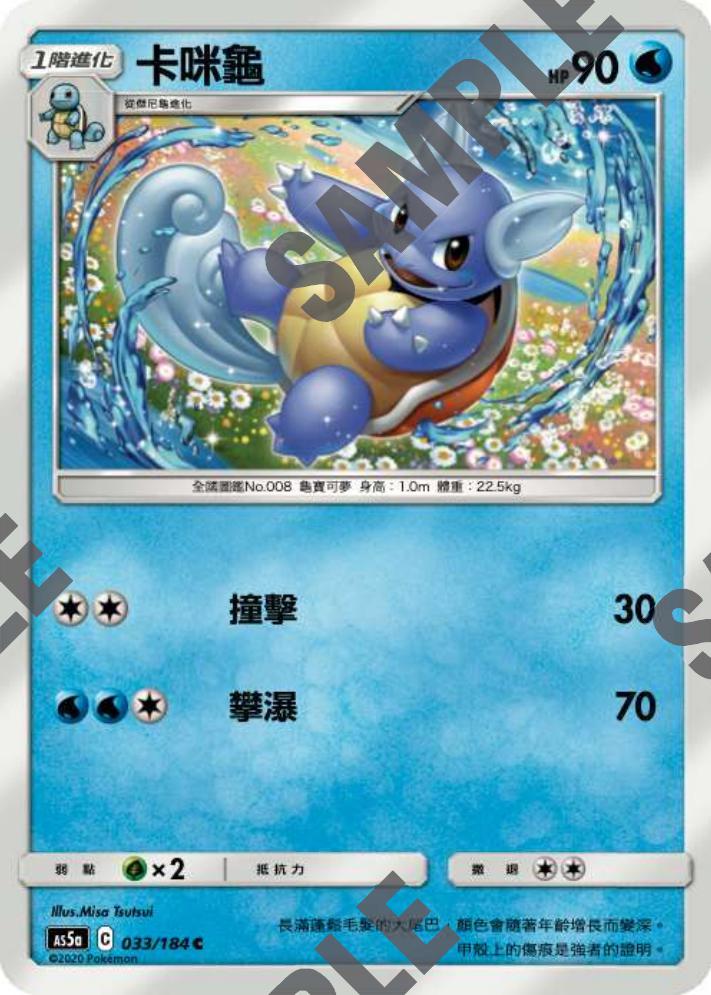 1階進化
卡咪龜
HP 90
從傑尼龜進化
全國圖鑑No.008 龜寶可夢 身高：1.0m 體重：22.5kg
撞擊 30
攀瀑 70
弱點 ×2 抵抗力 撤退
Illus.Misa Tsutsui
長滿蓬鬆毛髮的大尾巴，顏色會隨著年齡增長而變深。
AS5a C 033/184 C
甲殼上的傷痕是強者的證明。
©2020 Pokémon
SAMPLE
SAMPLE